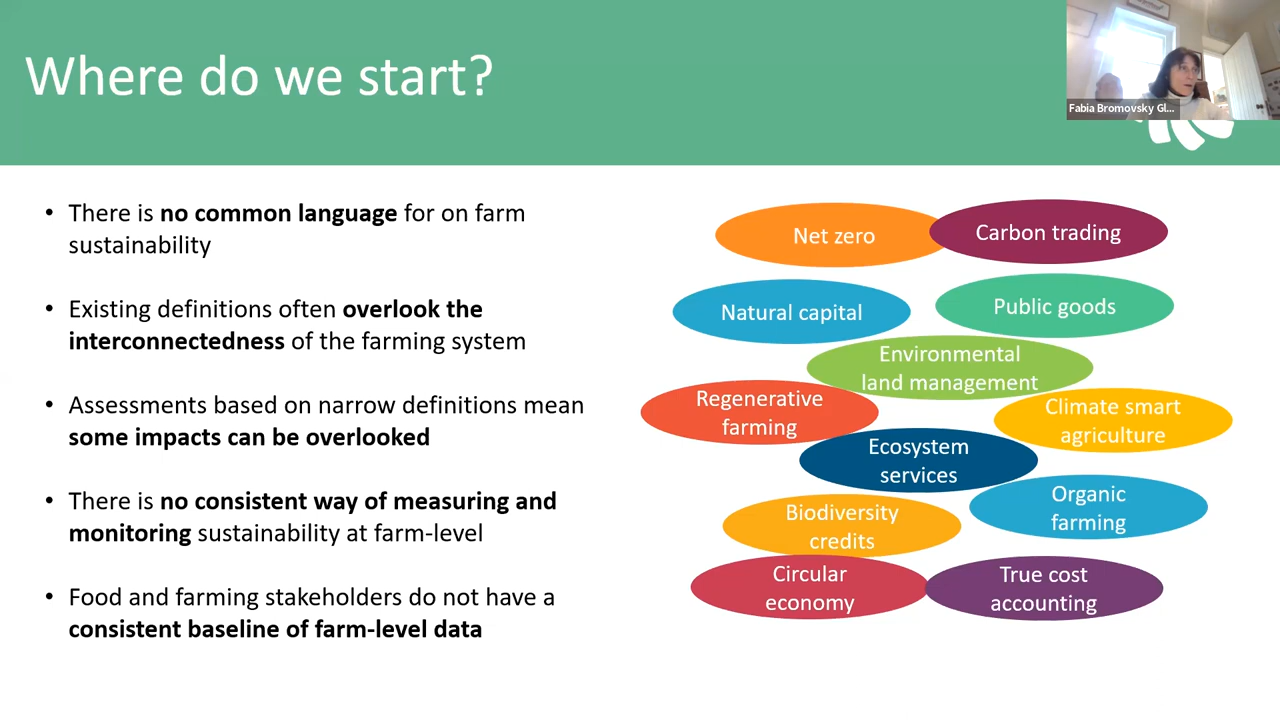 Where do we start?
Fabia Bromovsky Gl...
• There is no common language for on farm
sustainability
• Existing definitions often overlook the
interconnectedness of the farming system
• Assessments based on narrow definitions mean
some impacts can be overlooked
• There is no consistent way of measuring and
monitoring sustainability at farm-level
• Food and farming stakeholders do not have a
consistent baseline of farm-level data
Net zero
Carbon trading
Natural capital
Public goods
Environmental
land management
Regenerative
farming
Climate smart
agriculture
Ecosystem
services
Organic
farming
Biodiversity
credits
Circular
economy
True cost
accounting